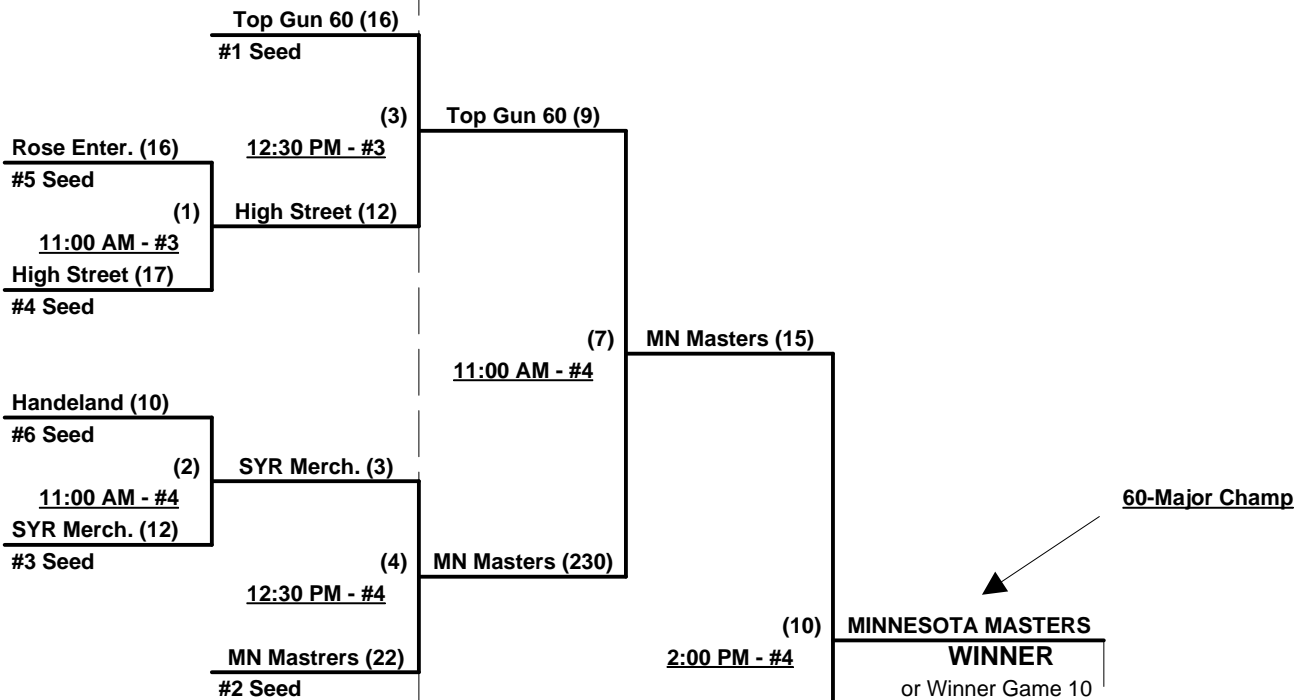 Top Gun 60 (16)
#1 Seed
(3)
12:30 PM - #3
Top Gun 60 (9)
Rose Enter. (16)
#5 Seed
(1)
11:00 AM - #3
High Street (12)
High Street (17)
#4 Seed
(7)
11:00 AM - #4
MN Masters (15)
Handeland (10)
#6 Seed
(2)
11:00 AM - #4
SYR Merch. (3)
SYR Merch. (12)
#3 Seed
(4)
12:30 PM - #4
MN Masters (230)
MN Mastrers (22)
#2 Seed
60-Major Champ
(10)
2:00 PM - #4
MINNESOTA MASTERS
WINNER
or Winner Game 10